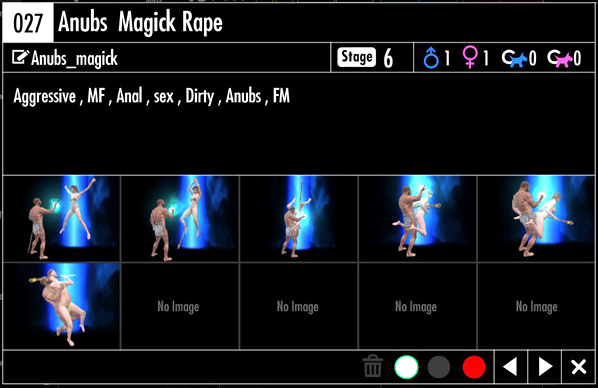 027 Anubs Magick Rape
Anubs_magick Stage 6 1 1 0 0
Aggressive , MF , Anal , sex , Dirty , Anubs , FM
No Image No Image No Image No Image